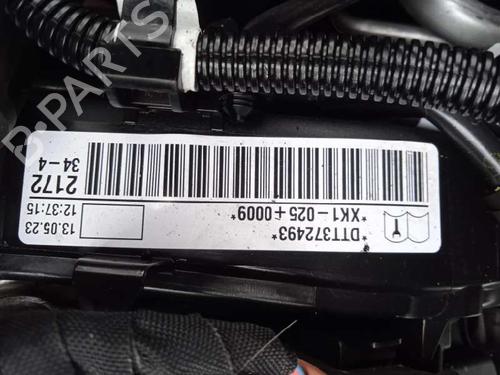 *DTT372493*
*XK1-025+0009*
13.05.23
12:37:15
34-4
2172
B-PARTS